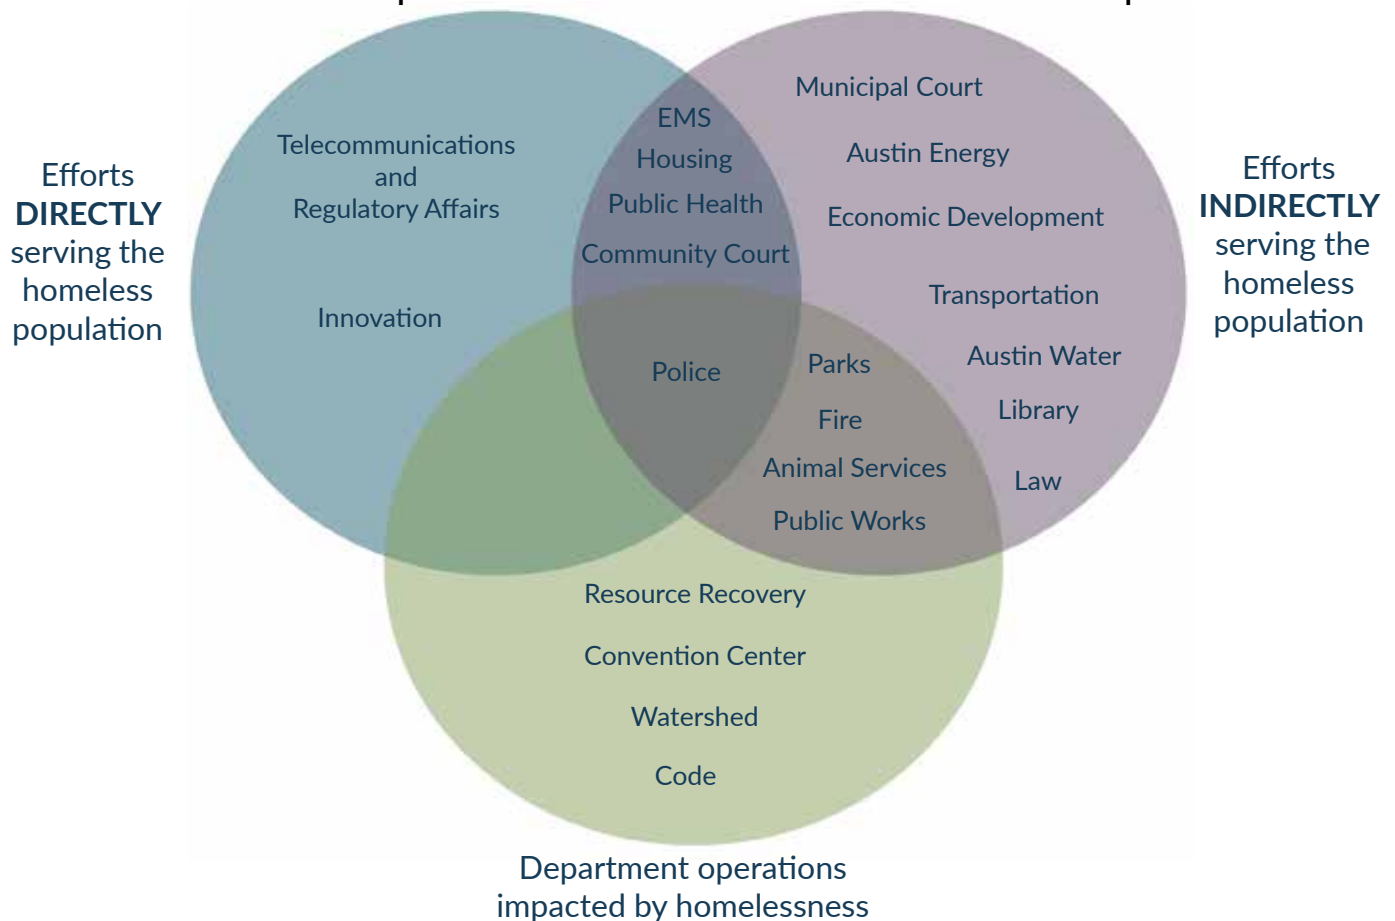 Efforts
DIRECTLY
serving the
homeless
population
Telecommunications
and
Regulatory Affairs
Innovation
EMS
Housing
Public Health
Community Court
Police
Municipal Court
Austin Energy
Economic Development
Transportation
Austin Water
Library
Law
Parks
Fire
Animal Services
Public Works
Efforts
INDIRECTLY
serving the
homeless
population
Resource Recovery
Convention Center
Watershed
Code
Department operations
impacted by homelessness